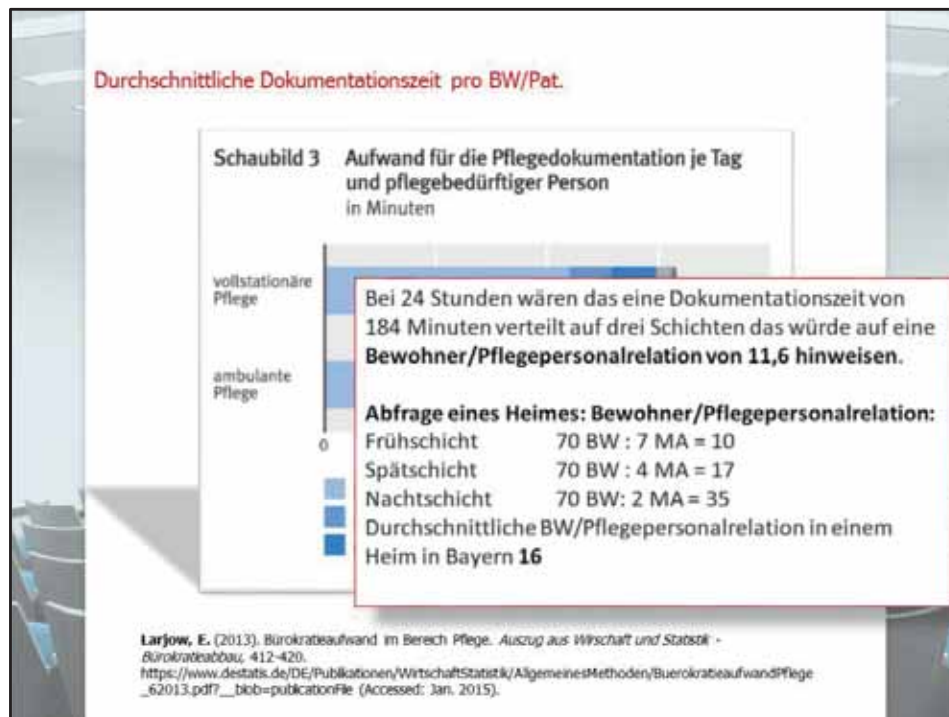 Durchschnittliche Dokumentationszeit pro BW/Pat.
Schaubild 3 Aufwand für die Pflegedokumentation je Tag
und pflegebedürftiger Person
in Minuten
vollstationäre
Pflege
ambulante
Pflege
0
Bei 24 Stunden wären das eine Dokumentationszeit von
184 Minuten verteilt auf drei Schichten das würde auf eine
Bewohner/Pflegepersonalrelation von 11,6 hinweisen.
Abfrage eines Heimes: Bewohner/Pflegepersonalrelation:
Frühschicht 70 BW : 7 MA = 10
Spätschicht 70 BW : 4 MA = 17
Nachtschicht 70 BW: 2 MA = 35
Durchschnittliche BW/Pflegepersonalrelation in einem
Heim in Bayern 16
Larjow, E. (2013). Bürokratieaufwand im Bereich Pflege. Auszug aus Wirschaft und Statistik -
Bürokratieabbau, 412-420.
https://www.destatis.de/DE/Publikationen/WirtschaftStatistik/AllgemeinesMethoden/BuerokratieaufwandPflege
_62013.pdf?__blob=publicationFile (Accessed: Jan. 2015).